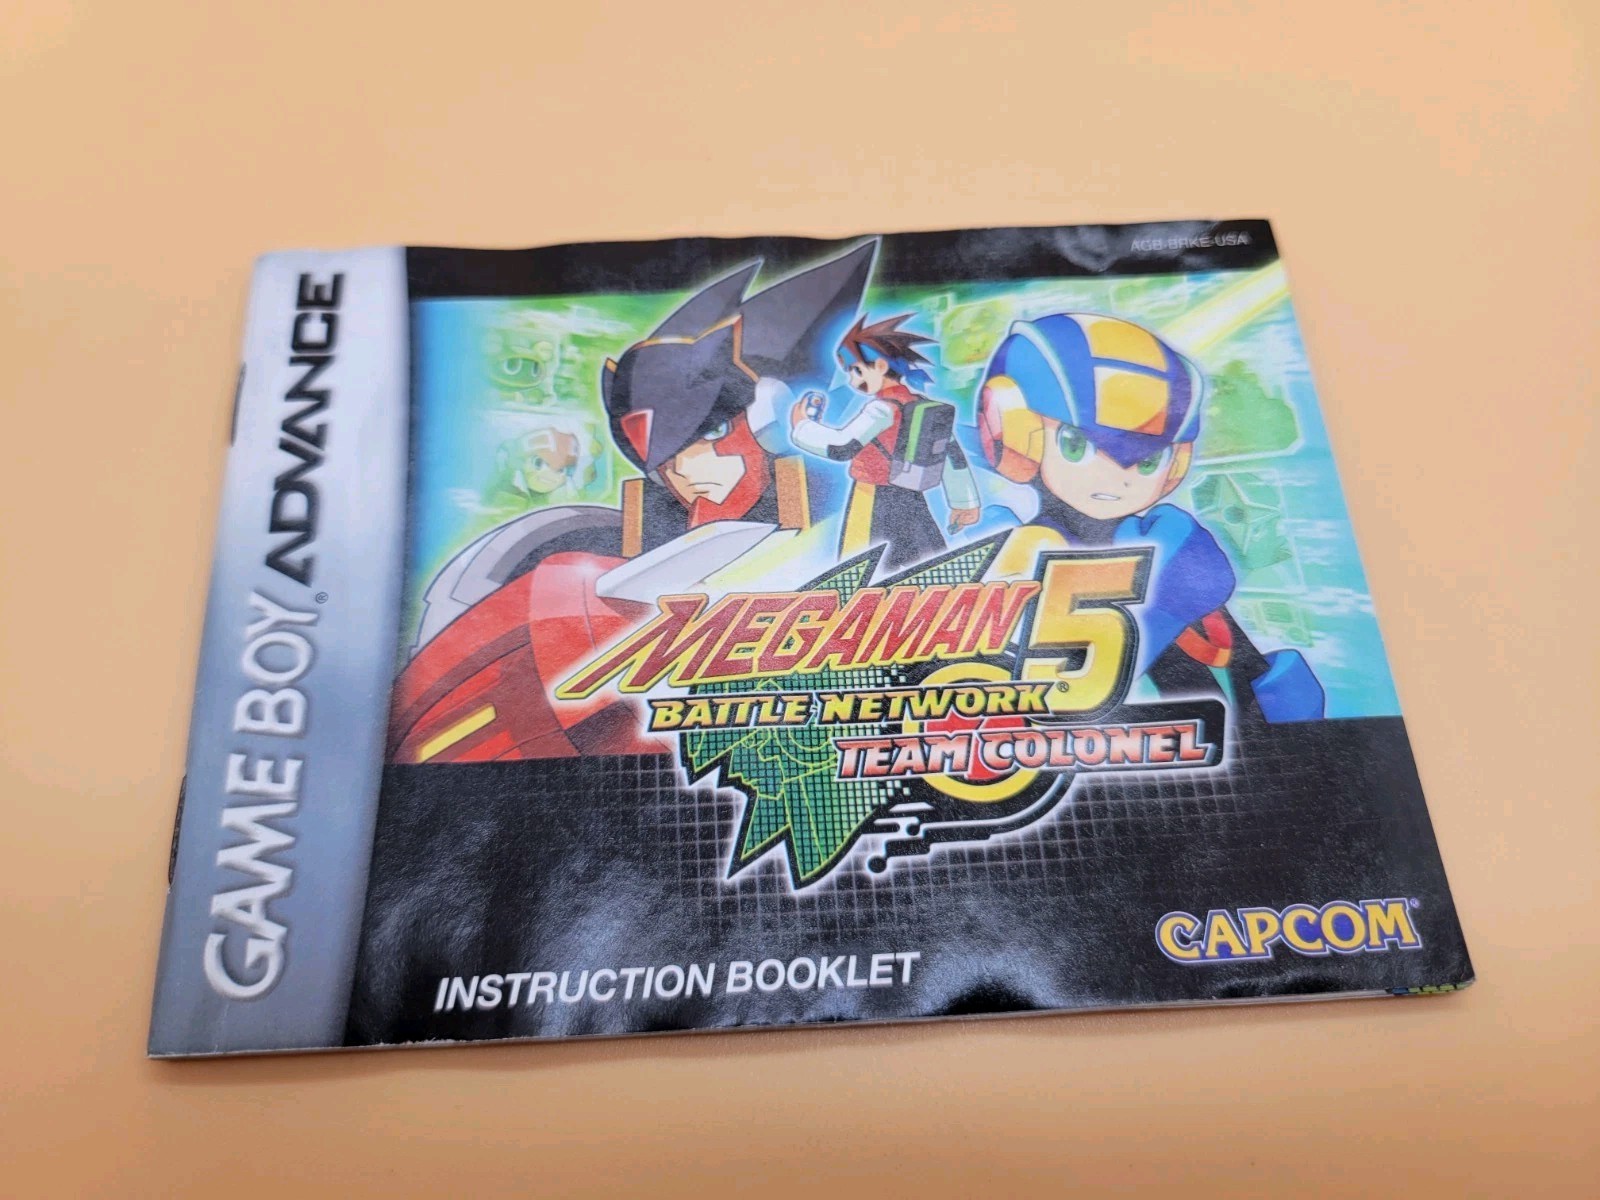 AGB-BRKE-USA
GAME BOY ADVANCE
®
MEGAMAN 5
BATTLE NETWORK®
TEAM COLONEL
CAPCOM®
INSTRUCTION BOOKLET